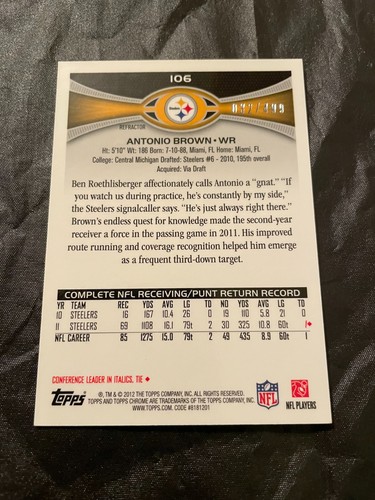 106
Steelers
032/399
REFRACTOR
ANTONIO BROWN • WR
Ht: 5'10" Wt: 186 Born: 7-10-88, Miami, FL Home: Miami, FL
College: Central Michigan Drafted: Steelers #6 - 2010, 195th overall
Acquired: Via Draft
Ben Roethlisberger affectionately calls Antonio a "gnat." "If
you watch us during practice, he's constantly by my side,"
the Steelers signalcaller says. "He's just always right there."
Brown's endless quest for knowledge made the second-year
receiver a force in the passing game in 2011. His improved
route running and coverage recognition helped him emerge
as a frequent third-down target.
COMPLETE NFL RECEIVING/PUNT RETURN RECORD
YR TEAM REC YDS AVG LG TD NO YDS AVG LG TD
10 STEELERS 16 167 10.4 26 0 19 110 5.8 21 0
11 STEELERS 69 1108 16.1 79t 2 30 325 10.8 60t 1♦
NFL CAREER 85 1275 15.0 79t 2 49 435 8.9 60t 1
CONFERENCE LEADER IN ITALICS, TIE ♦
Topps
®, TM & © 2012 THE TOPPS COMPANY, INC. ALL RIGHTS RESERVED.
TOPPS AND TOPPS CHROME ARE TRADEMARKS OF THE TOPPS COMPANY, INC.
WWW.TOPPS.COM. CODE #8181201
NFL
NFL PLAYERS